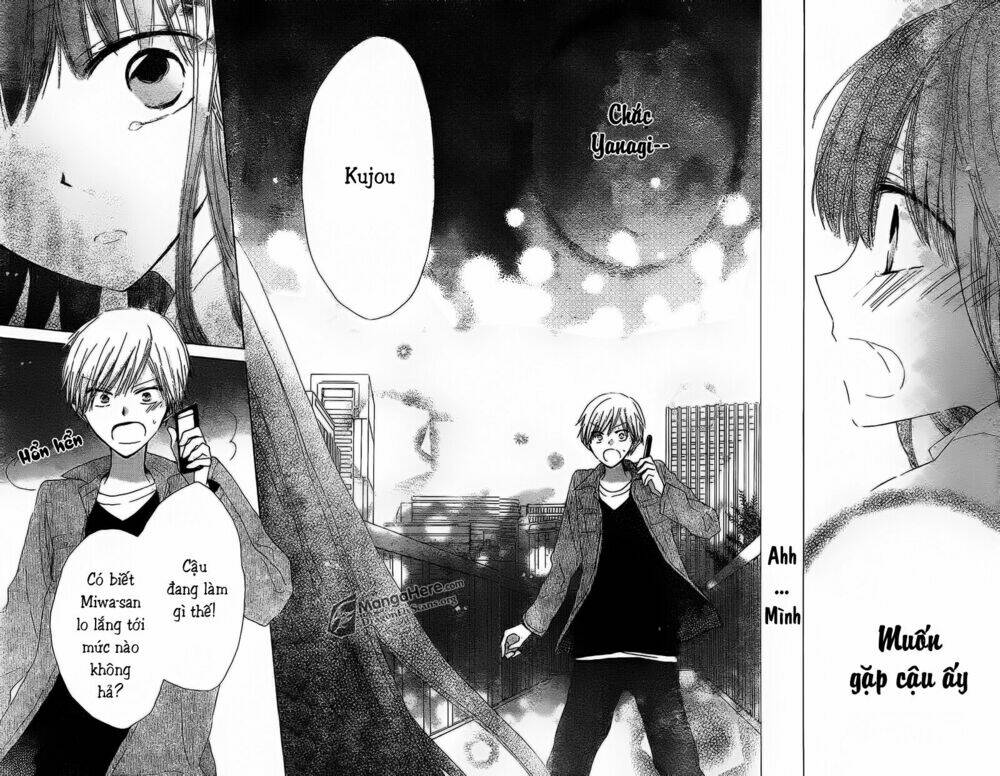 Ahh
...
Mình
Muốn
gặp cậu ấy
Chắc
Yanagi--
Kujou
Hổn hển
Cậu
đang làm
gì thế!
Có biết
Miwa-san
lo lắng tới
mức nào
không
hả?
MangaHere.com